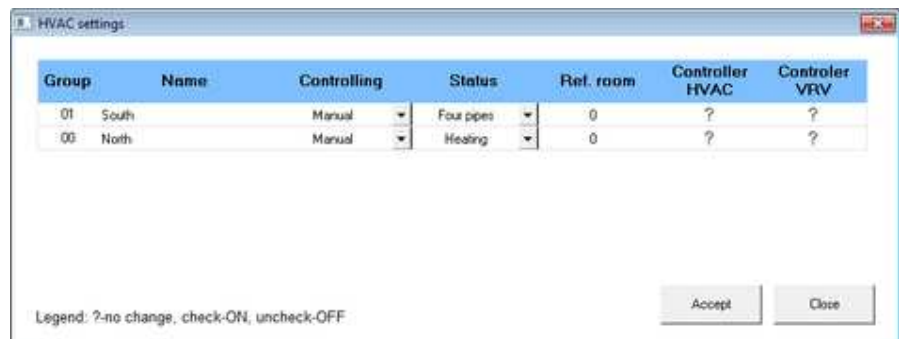 HVAC settings
Group Name Controlling Status Ref. room Controller HVAC Controler VRV
01 South Manual Four pipes 0 ? ?
00 North Manual Heating 0 ? ?
Accept Close
Legend: ?-no change, check-ON, uncheck-OFF